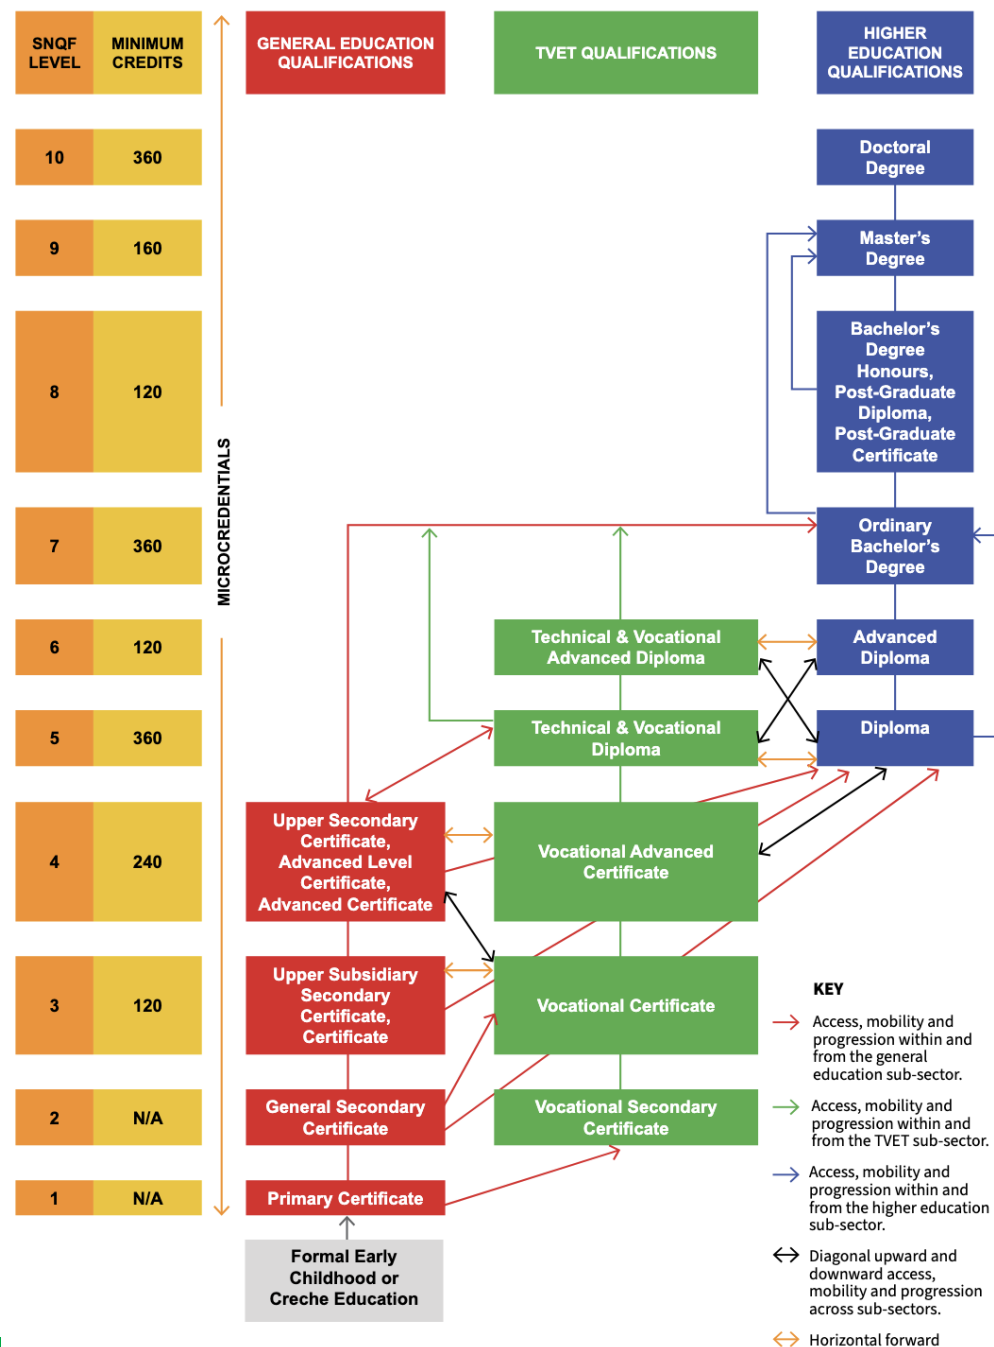 SNQF
LEVEL
MINIMUM
CREDITS
GENERAL EDUCATION
QUALIFICATIONS
TVET QUALIFICATIONS
HIGHER
EDUCATION
QUALIFICATIONS
10
360
Doctoral
Degree
9
160
Master's
Degree
8
120
Bachelor's
Degree
Honours,
Post-Graduate
Diploma,
Post-Graduate
Certificate
MICROCREDENTIALS
7
360
Ordinary
Bachelor's
Degree
6
120
Technical & Vocational
Advanced Diploma
Advanced
Diploma
5
360
Technical & Vocational
Diploma
Diploma
4
240
Upper Secondary
Certificate,
Advanced Level
Certificate,
Advanced Certificate
Vocational Advanced
Certificate
3
120
Upper Subsidiary
Secondary
Certificate,
Certificate
Vocational Certificate
2
N/A
General Secondary
Certificate
Vocational Secondary
Certificate
1
N/A
Primary Certificate
Formal Early
Childhood or
Creche Education
KEY
Access, mobility and
progression within and
from the general
education sub-sector.
Access, mobility and
progression within and
from the TVET sub-sector.
Access, mobility and
progression within and
from the higher education
sub-sector.
Diagonal upward and
downward access,
mobility and progression
across sub-sectors.
Horizontal forward